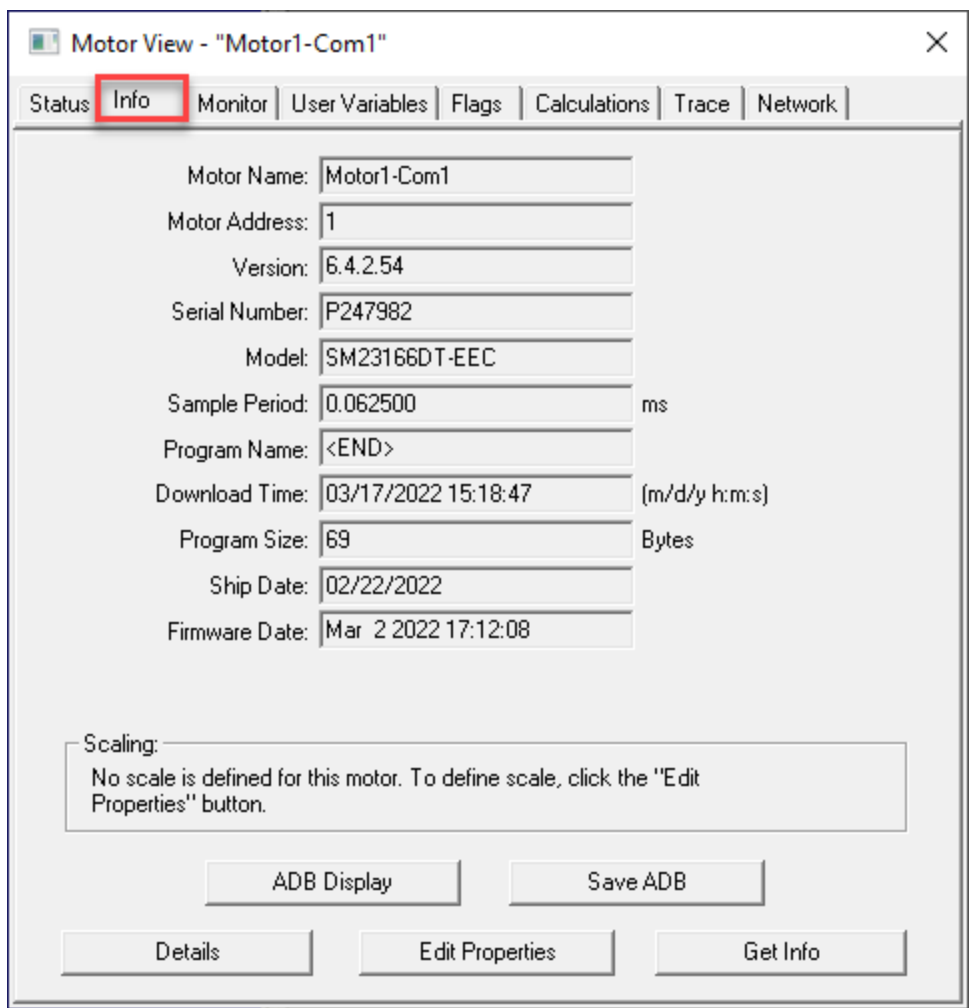 Motor View - "Motor1-Com1"
Status Info Monitor User Variables Flags Calculations Trace Network
Motor Name: Motor1-Com1
Motor Address: 1
Version: 6.4.2.54
Serial Number: P247982
Model: SM23166DT-EEC
Sample Period: 0.062500 ms
Program Name: <END>
Download Time: 03/17/2022 15:18:47 (m/d/y h:m:s)
Program Size: 69 Bytes
Ship Date: 02/22/2022
Firmware Date: Mar  2 2022 17:12:08
Scaling:
No scale is defined for this motor. To define scale, click the "Edit
Properties" button.
ADB Display Save ADB
Details Edit Properties Get Info